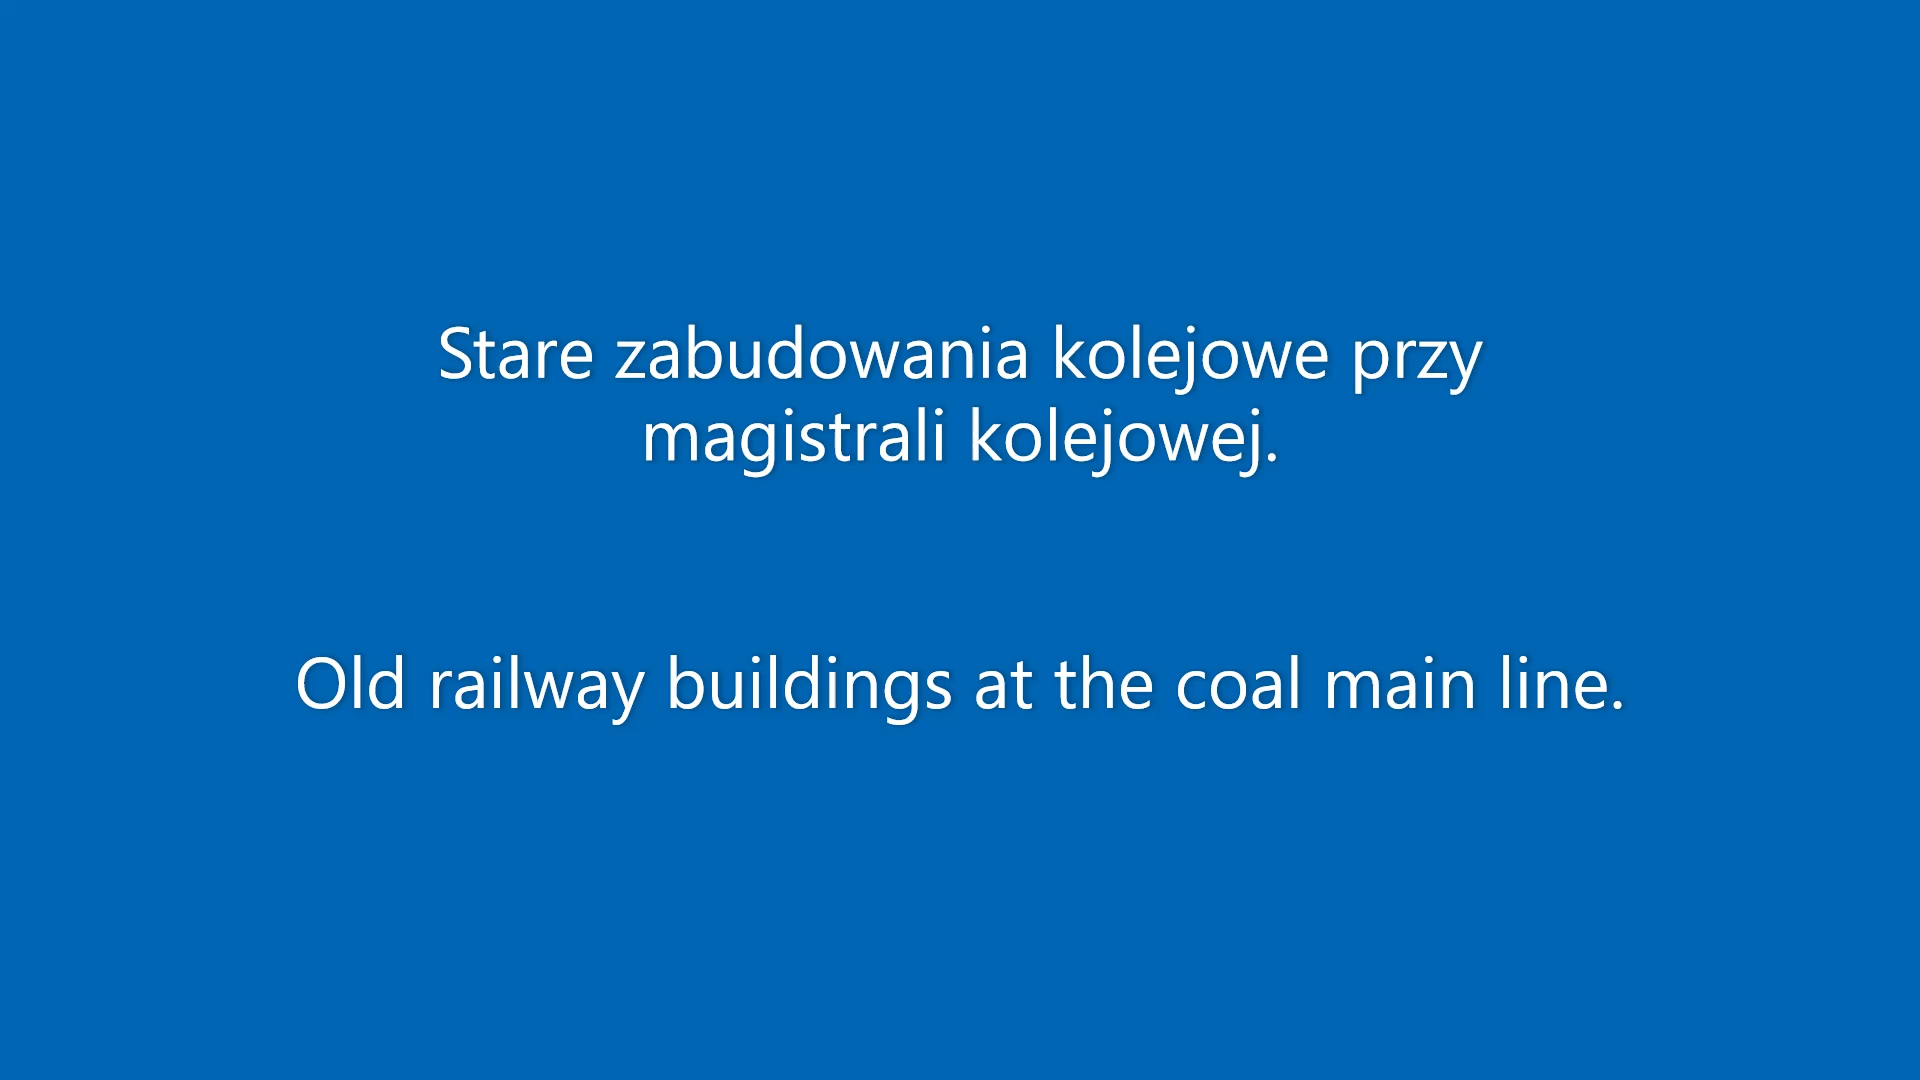 Stare zabudowania kolejowe przy
magistrali kolejowej.
Old railway buildings at the coal main line.